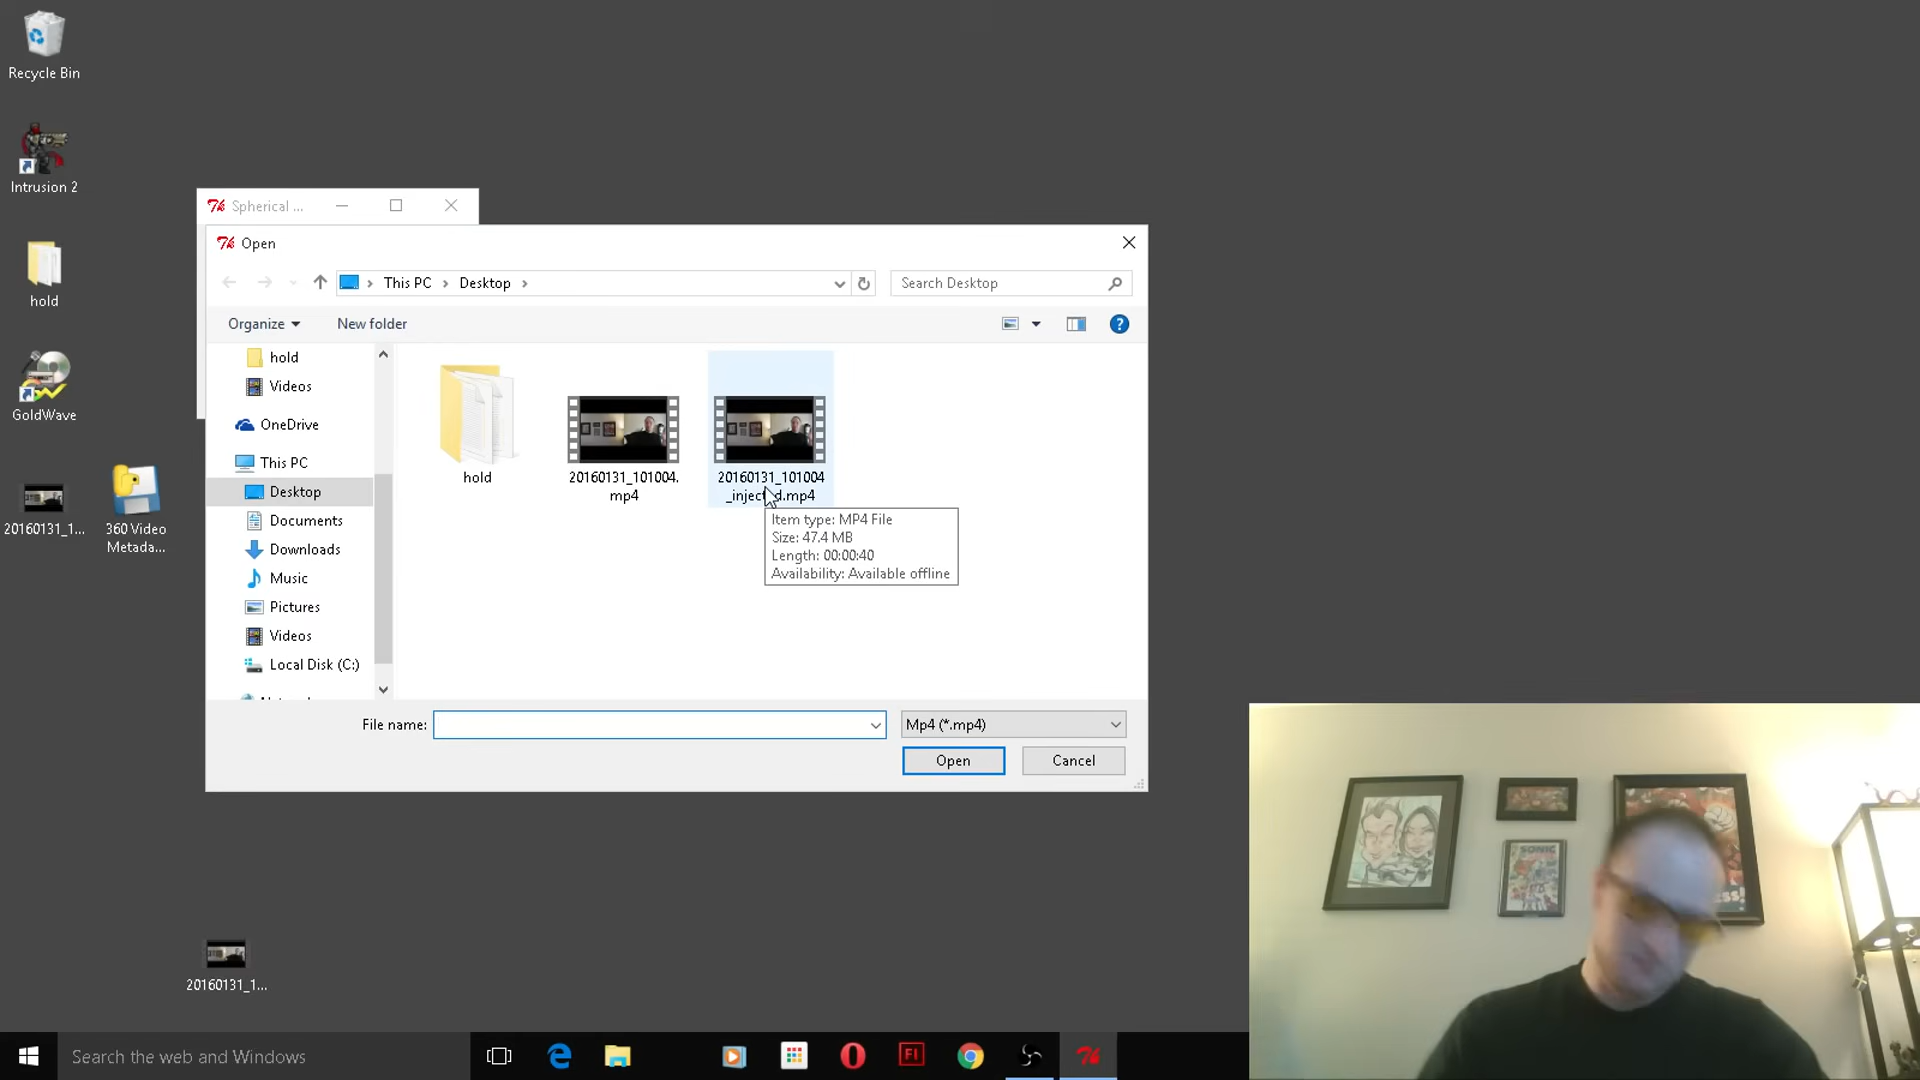 Recycle Bin
Intrusion 2
hold
GoldWave
20160131_1...
360 Video
Metada...
20160131_1...
Spherical ...
Open
This PC
Desktop
Search Desktop
Organize
New folder
hold
Videos
OneDrive
This PC
Desktop
Documents
Downloads
Music
Pictures
Videos
Local Disk (C:)
hold
20160131_101004.
mp4
20160131_101004
_injected.mp4
Item type: MP4 File
Size: 47.4 MB
Length: 00:00:40
Availability: Available offline
File name:
Mp4 (*.mp4)
Open
Cancel
SONIC
Search the web and Windows